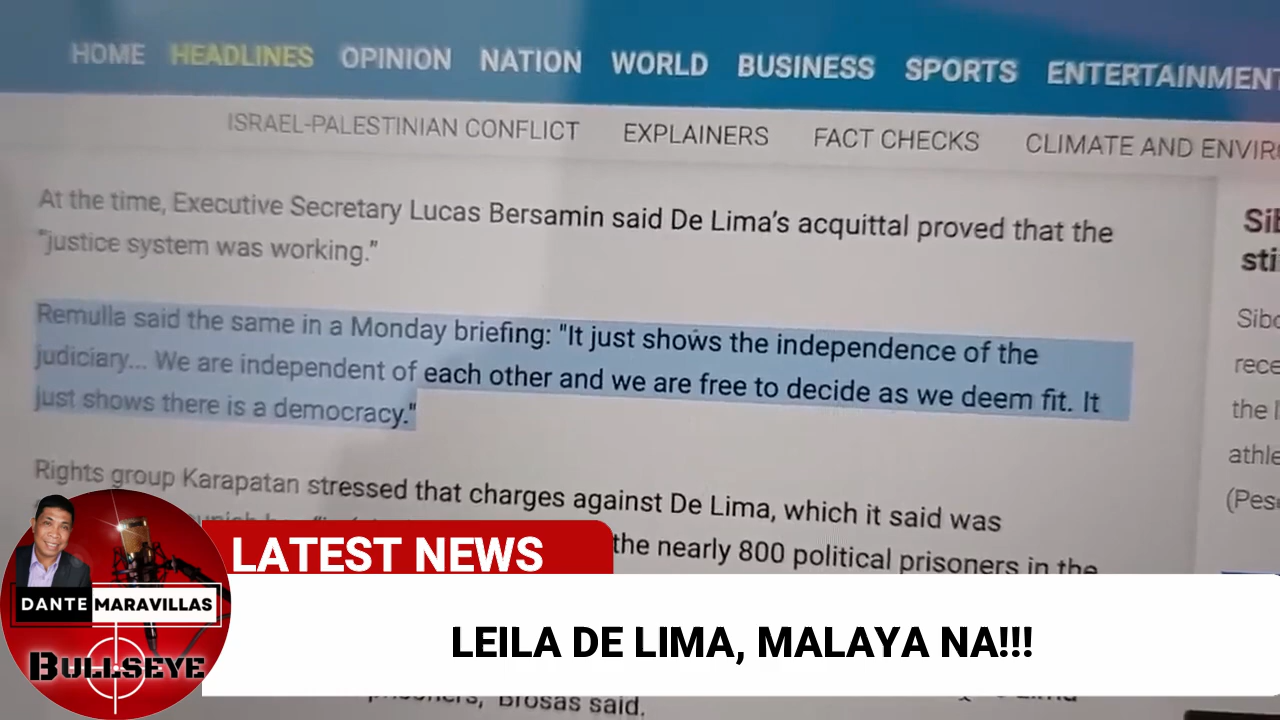 HOME HEADLINES OPINION NATION WORLD BUSINESS SPORTS ENTERTAINMENT
ISRAEL-PALESTINIAN CONFLICT EXPLAINERS FACT CHECKS CLIMATE AND
At the time, Executive Secretary Lucas Bersamin said De Lima's acquittal proved that the
"justice system was working."
Remulla said the same in a Monday briefing: "It just shows the independence of the
judiciary... We are independent of each other and we are free to decide as we deem fit. It
just shows there is a democracy."
Rights group Karapatan stressed that charges against De Lima, which it said was
the nearly 800 political prisoners in the
Brosas said.
(Pes
LATEST NEWS
LEILA DE LIMA, MALAYA NA!!!
DANTE MARAVILLAS
BULLSEYE